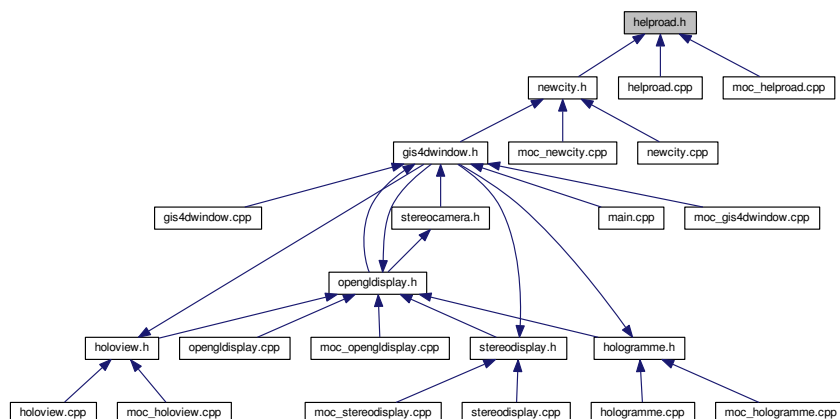 helproad.h
newcity.h
helproad.cpp
moc_helproad.cpp
gis4dwindow.h
moc_newcity.cpp
newcity.cpp
gis4dwindow.cpp
stereocamera.h
main.cpp
moc_gis4dwindow.cpp
opengldisplay.h
holoview.h
opengldisplay.cpp
moc_opengldisplay.cpp
stereodisplay.h
hologramme.h
holoview.cpp
moc_holoview.cpp
moc_stereodisplay.cpp
stereodisplay.cpp
hologramme.cpp
moc_hologramme.cpp